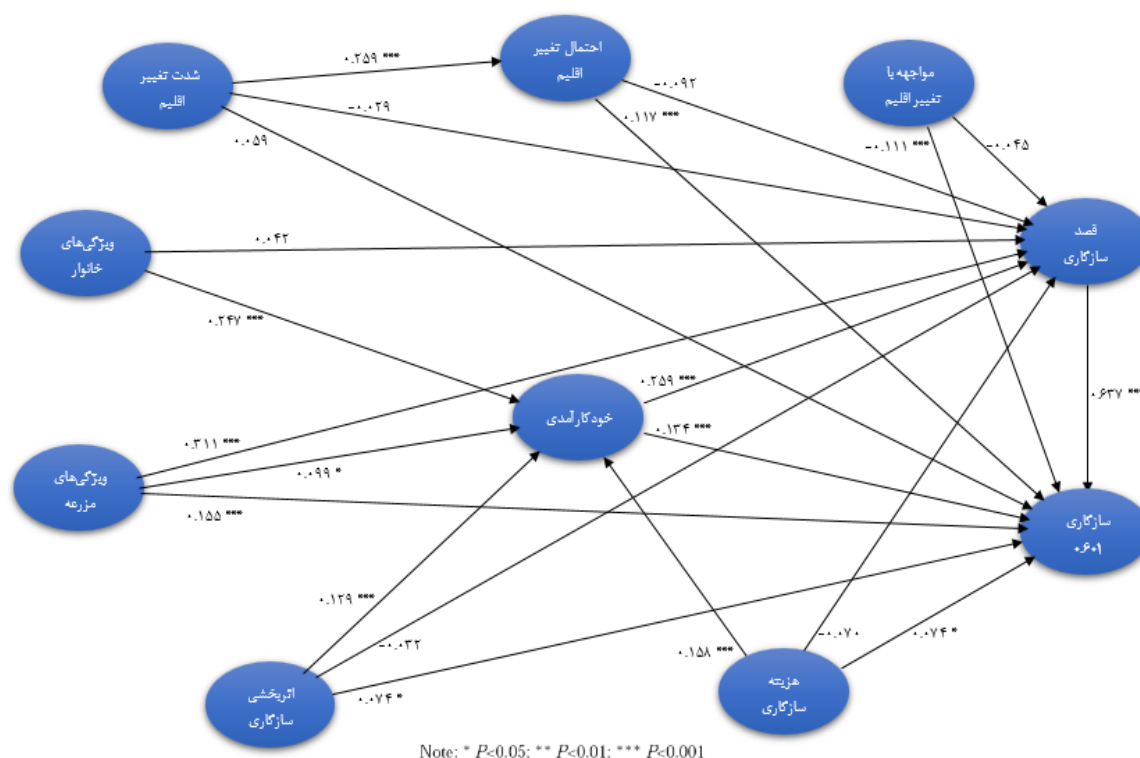 ۰.۲۵۹ ***
احتمال تغییر
اقلیم
شدت تغییر
اقلیم
مواجهه با
تغییر اقلیم
-۰.۰۹۲
-۰.۰۲۹
۰.۱۱۷ ***
۰.۰۵۹
-۰.۱۱۱ ***
-۰.۰۴۵
قصد
سازگاری
ویژگی‌های
خانوار
۰.۰۴۲
۰.۲۴۷ ***
خودکارآمدی
۰.۲۵۹ ***
۰.۶۳۷ ***
۰.۱۳۴ ***
۰.۳۱۱ ***
۰.۰۹۹ *
ویژگی‌های
مزرعه
۰.۱۵۵ ***
سازگاری
۰.۶۰۱
۰.۱۲۹ ***
-۰.۰۳۲
۰.۰۷۴ *
اثربخشی
سازگاری
۰.۱۵۸ ***
هزینه
سازگاری
-۰.۰۷۰
۰.۰۷۴ *
Note: * P<0.05; ** P<0.01; *** P<0.001